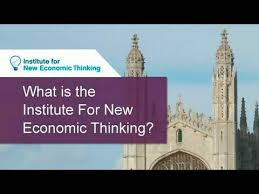 Institute for
New Economic Thinking
What is the
Institute For New
Economic Thinking?